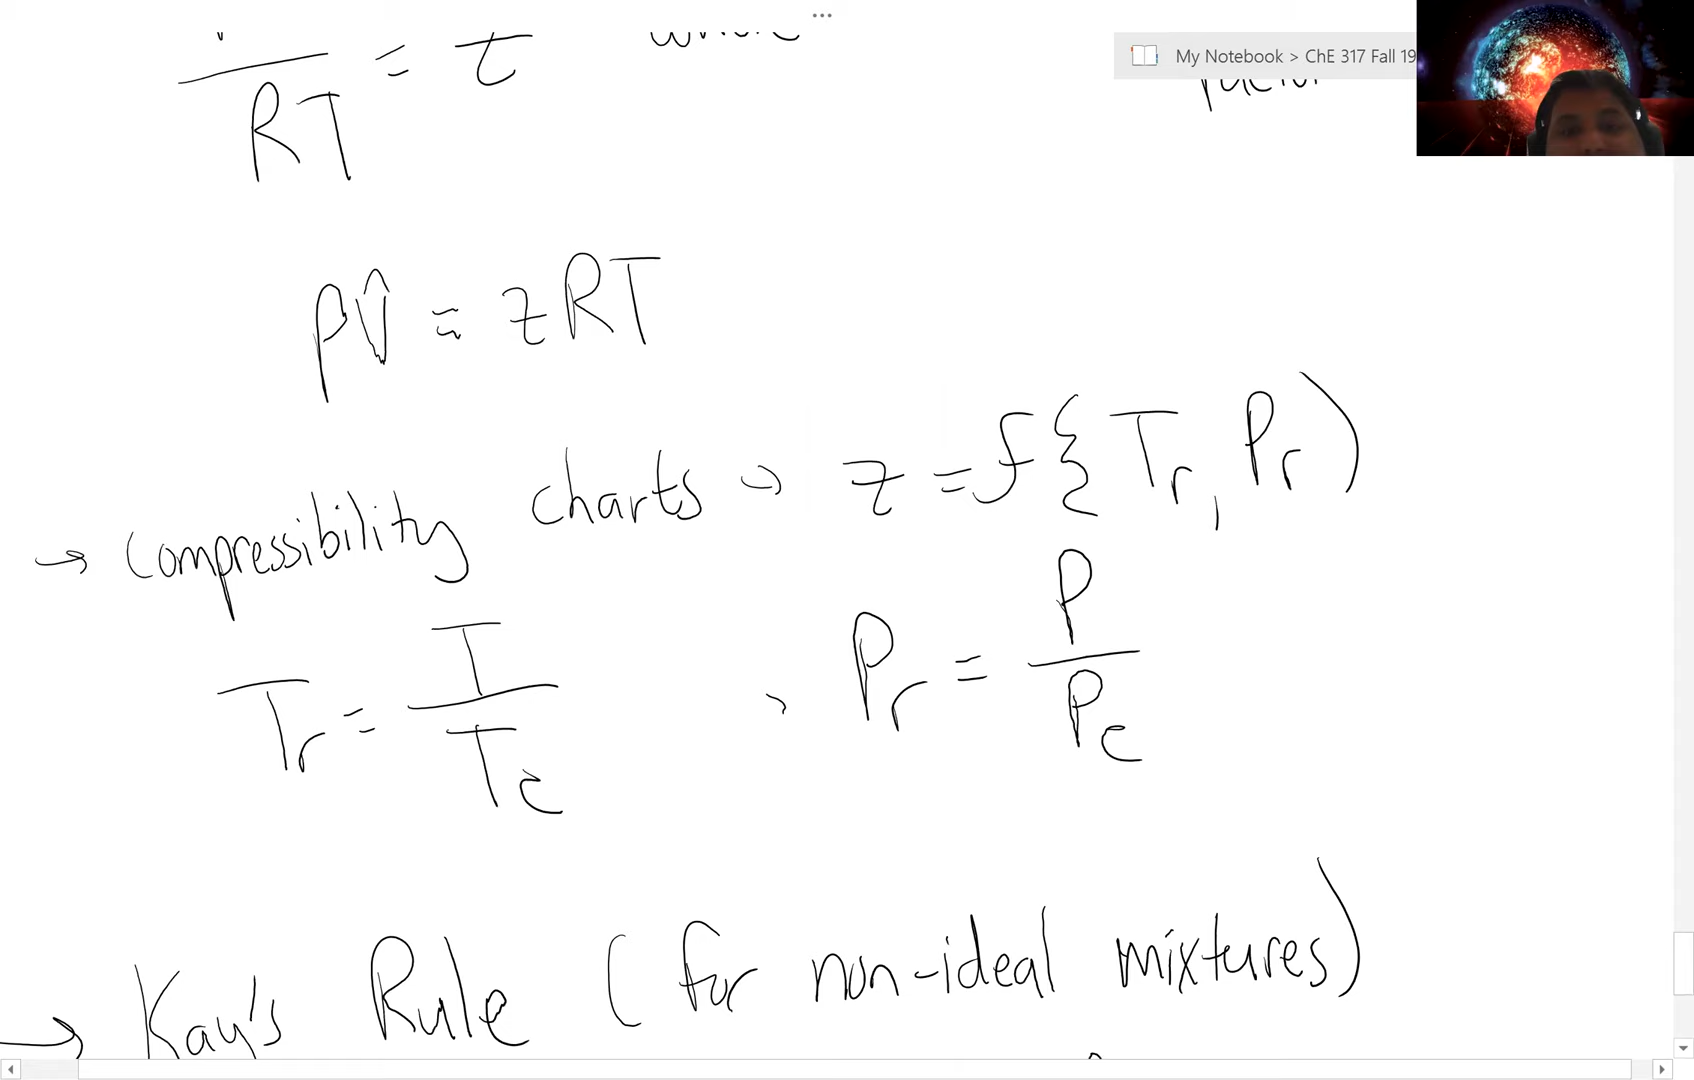 ...
My Notebook > ChE 317 Fall 19
RT = z
PV̂ = zRT
→ Compressibility charts → z = f{Tr, Pr)
Tr = T/Tc , Pr = P/Pc
→ Kay's Rule (for non-ideal mixtures)